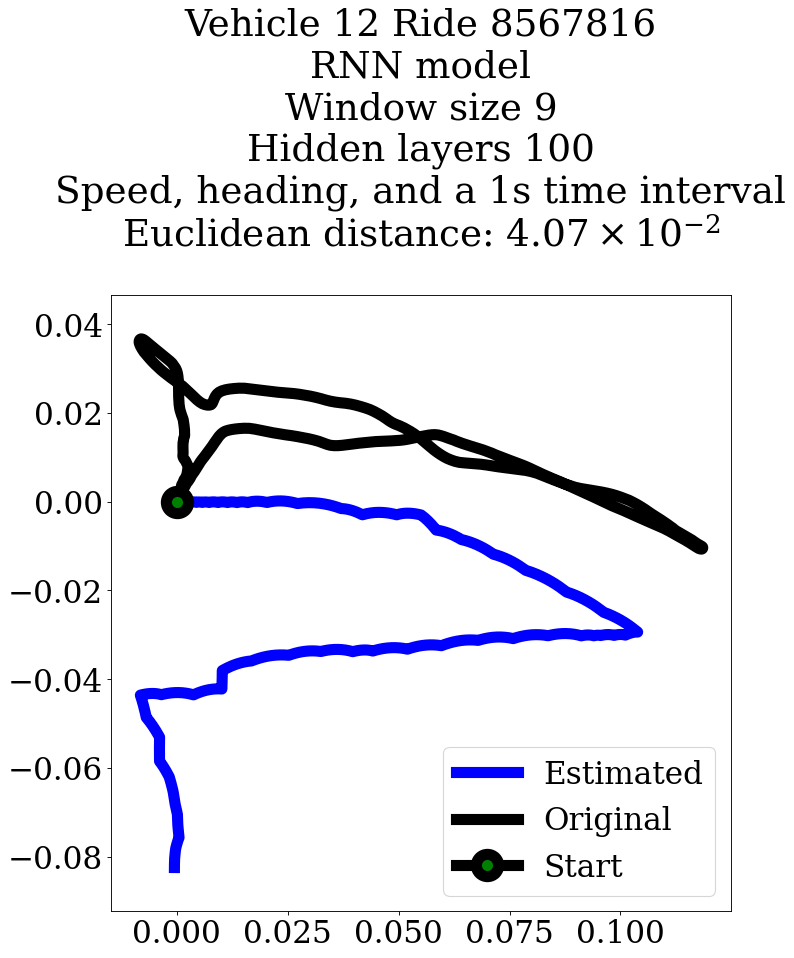 Vehicle 12 Ride 8567816
RNN model
Window size 9
Hidden layers 100
Speed, heading, and a 1s time interval
Euclidean distance: 4.07 × 10⁻²
0.04
0.02
0.00
−0.02
−0.04
−0.06
−0.08
Estimated
Original
Start
0.000 0.025 0.050 0.075 0.100